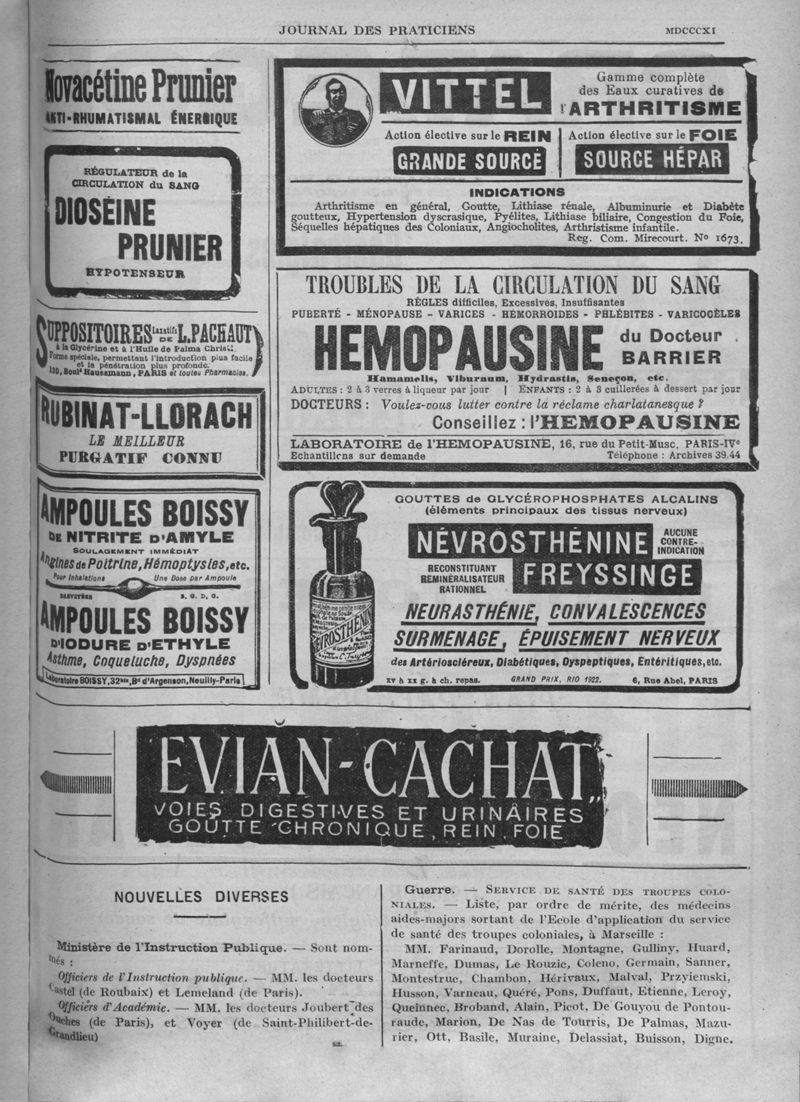 JOURNAL DES PRATICIENS
MDCCCXI
Novacétine Prunier
ANTI-RHUMATISMAL ÉNERGIQUE
RÉGULATEUR de la
CIRCULATION du SANG
DIOSÉINE
PRUNIER
HYPOTENSEUR
SUPPOSITOIRES Laxatifs DE L. PACHAUT
à la Glycérine et à l'Huile de Palma Christi.
Forme spéciale, permettant l'introduction plus facile
et la pénétration plus profonde.
130, Boulᵈ Haussmann, PARIS et toutes Pharmacies.
RUBINAT-LLORACH
LE MEILLEUR
PURGATIF CONNU
AMPOULES BOISSY
DE NITRITE D'AMYLE
SOULAGEMENT IMMÉDIAT
Angines de Poitrine, Hémoptysies, etc.
Pour Inhalations Une Dose par Ampoule
BREVETÉES S. G. D. G.
AMPOULES BOISSY
D'IODURE D'ETHYLE
Asthme, Coqueluche, Dyspnées
Laboratoire BOISSY, 32bis, Bd d'Argenson, Neuilly-Paris
VITTEL
Gamme complète
des Eaux curatives de
l'ARTHRITISME
Action élective sur le REIN
GRANDE SOURCE
Action élective sur le FOIE
SOURCE HÉPAR
INDICATIONS
Arthritisme en général, Goutte, Lithiase rénale, Albuminurie et Diabète
goutteux, Hypertension dyscrasique, Pyélites, Lithiase biliaire, Congestion du Foie,
Séquelles hépatiques des Coloniaux, Angiocholites, Arthristisme infantile.
Reg. Com. Mirecourt. Nº 1673.
TROUBLES DE LA CIRCULATION DU SANG
RÈGLES difficiles, Excessives, Insuffisantes
PUBERTÉ - MÉNOPAUSE - VARICES - HÉMORROIDES - PHLÉBITES - VARICOCÈLES
HEMOPAUSINE
du Docteur
BARRIER
Hamamelis, Viburnum, Hydrastis, Seneçon, etc.
ADULTES : 2 à 3 verres à liqueur par jour | ENFANTS : 2 à 3 cuillerées à dessert par jour
DOCTEURS : Voulez-vous lutter contre la réclame charlatanesque ?
Conseillez : l'HEMOPAUSINE
LABORATOIRE de l'HEMOPAUSINE, 16, rue du Petit-Musc, PARIS-IVe
Echantillons sur demande Téléphone : Archives 39.44
GOUTTES de GLYCÉROPHOSPHATES ALCALINS
(éléments principaux des tissus nerveux)
NÉVROSTHÉNINE
AUCUNE
CONTRE-
INDICATION
RECONSTITUANT
REMINÉRALISATEUR
RATIONNEL
FREYSSINGE
NEURASTHÉNIE, CONVALESCENCES
SURMENAGE, ÉPUISEMENT NERVEUX
des Artérioscléreux, Diabétiques, Dyspeptiques, Entéritiques, etc.
XV à XX g. à ch. repas. GRAND PRIX, RIO 1922. 6, Rue Abel, PARIS
EVIAN-CACHAT
VOIES DIGESTIVES ET URINAIRES
GOUTTE CHRONIQUE, REIN, FOIE
NOUVELLES DIVERSES
Ministère de l'Instruction Publique. — Sont nom-
més :
Officiers de l'Instruction publique. — MM. les docteurs
Castel (de Roubaix) et Lemeland (de Paris).
Officiers d'Académie. — MM. les docteurs Joubert des
Ouches (de Paris), et Voyer (de Saint-Philibert-de-
Grandlieu)
Guerre. — SERVICE DE SANTÉ DES TROUPES COLO-
NIALES. — Liste, par ordre de mérite, des médecins
aides-majors sortant de l'Ecole d'application du service
de santé des troupes coloniales, à Marseille :
MM. Farinaud, Dorolle, Montagne, Gulliny, Huard,
Marneffe, Dumas, Le Rouzic, Coleno, Germain, Sanner,
Montestruc, Chambon, Hérivaux, Malval, Przyiemski,
Husson, Varneau, Quéré, Pons, Duffaut, Etienne, Leroy,
Queinnec, Broband, Alain, Picot, De Gouyou de Pontou-
raude, Marion, De Nas de Tourris, De Palmas, Mazu-
rier, Ott, Basile, Muraine, Delassiat, Buisson, Digne.